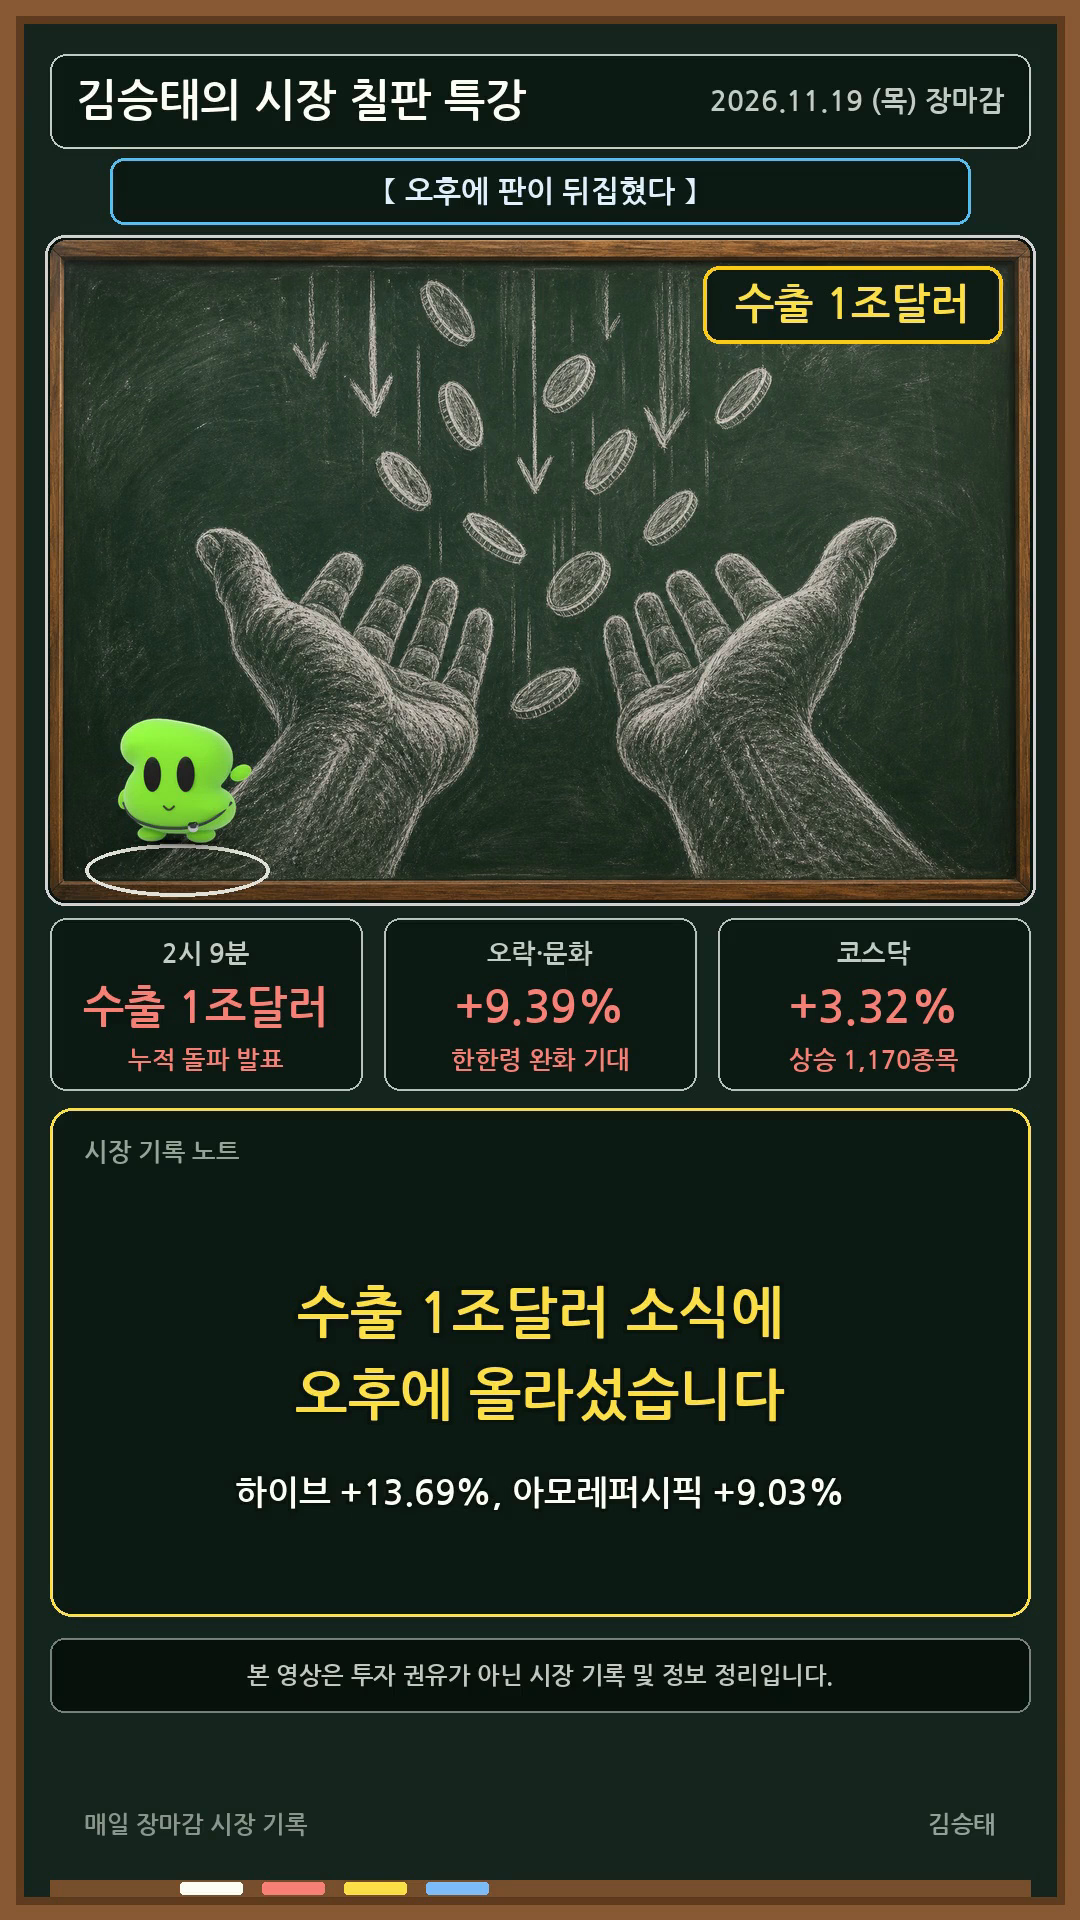 김승태의 시장 칠판 특강
2026.11.19 (목) 장마감
【 오후에 판이 뒤집혔다 】
수출 1조달러
2시 9분
수출 1조달러
누적 돌파 발표
오락·문화
+9.39%
한한령 완화 기대
코스닥
+3.32%
상승 1,170종목
시장 기록 노트
수출 1조달러 소식에
오후에 올라섰습니다
하이브 +13.69%, 아모레퍼시픽 +9.03%
본 영상은 투자 권유가 아닌 시장 기록 및 정보 정리입니다.
매일 장마감 시장 기록
김승태